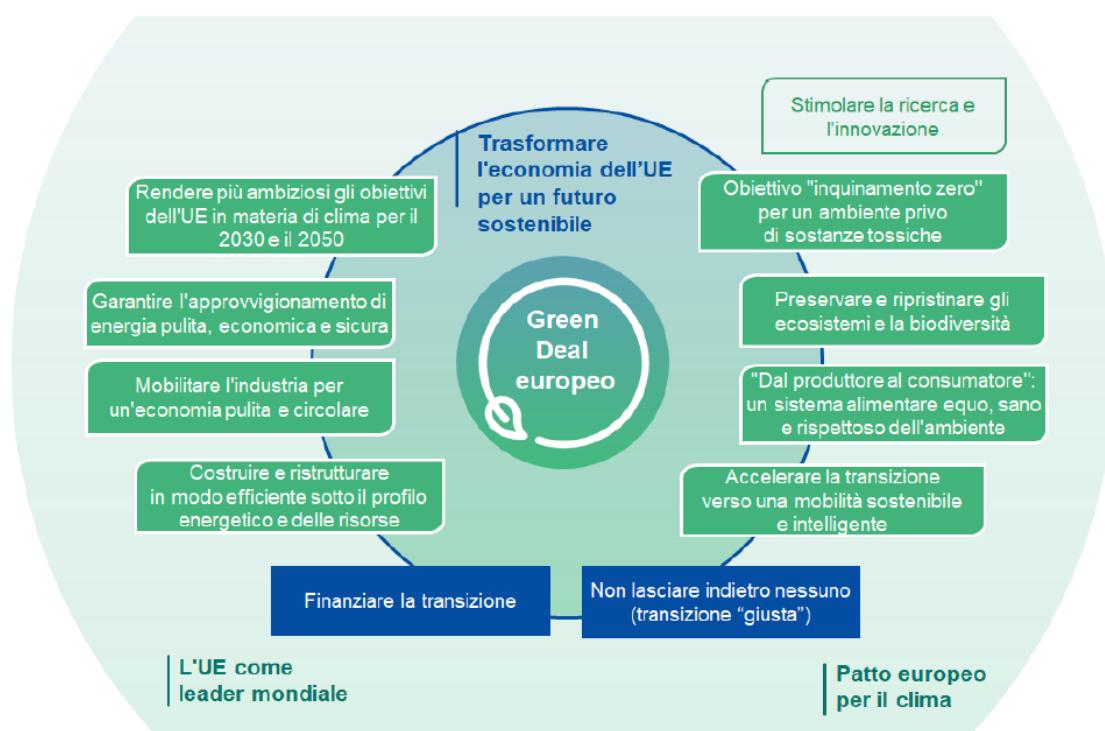 Stimolare la ricerca e
l'innovazione
Trasformare
l'economia dell'UE
per un futuro
sostenibile
Rendere più ambiziosi gli obiettivi
dell'UE in materia di clima per il
2030 e il 2050
Obiettivo "inquinamento zero"
per un ambiente privo
di sostanze tossiche
Garantire l'approvvigionamento di
energia pulita, economica e sicura
Preservare e ripristinare gli
ecosistemi e la biodiversità
Green
Deal
europeo
Mobilitare l'industria per
un'economia pulita e circolare
"Dal produttore al consumatore":
un sistema alimentare equo, sano
e rispettoso dell'ambiente
Costruire e ristrutturare
in modo efficiente sotto il profilo
energetico e delle risorse
Accelerare la transizione
verso una mobilità sostenibile
e intelligente
Finanziare la transizione
Non lasciare indietro nessuno
(transizione “giusta”)
L'UE come
leader mondiale
Patto europeo
per il clima